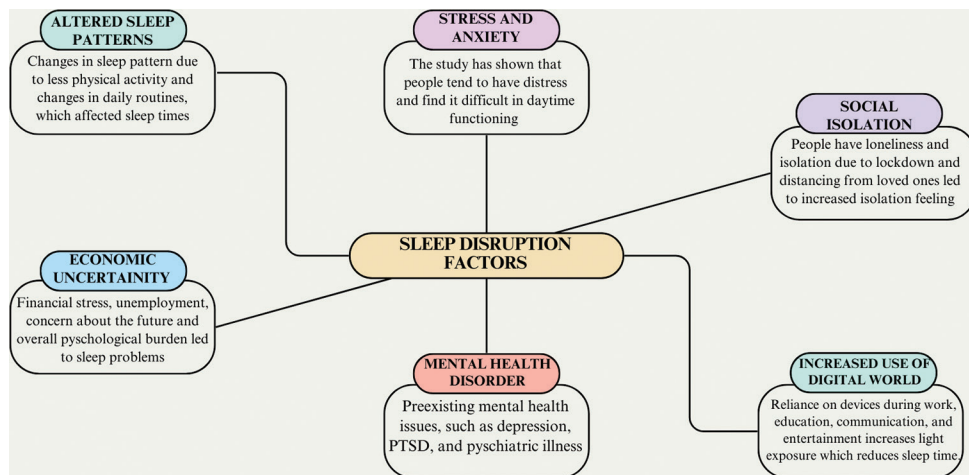 ALTERED SLEEP
PATTERNS
Changes in sleep pattern due
to less physical activity and
changes in daily routines,
which affected sleep times
STRESS AND
ANXIETY
The study has shown that
people tend to have distress
and find it difficult in daytime
functioning
SOCIAL
ISOLATION
People have loneliness and
isolation due to lockdown and
distancing from loved ones led
to increased isolation feeling
SLEEP DISRUPTION
FACTORS
ECONOMIC
UNCERTAINITY
Financial stress, unemployment,
concern about the future and
overall pyschological burden led
to sleep problems
MENTAL HEALTH
DISORDER
Preexisting mental health
issues, such as depression,
PTSD, and pyschiatric illness
INCREASED USE OF
DIGITAL WORLD
Reliance on devices during work,
education, communication, and
entertainment increases light
exposure which reduces sleep time.